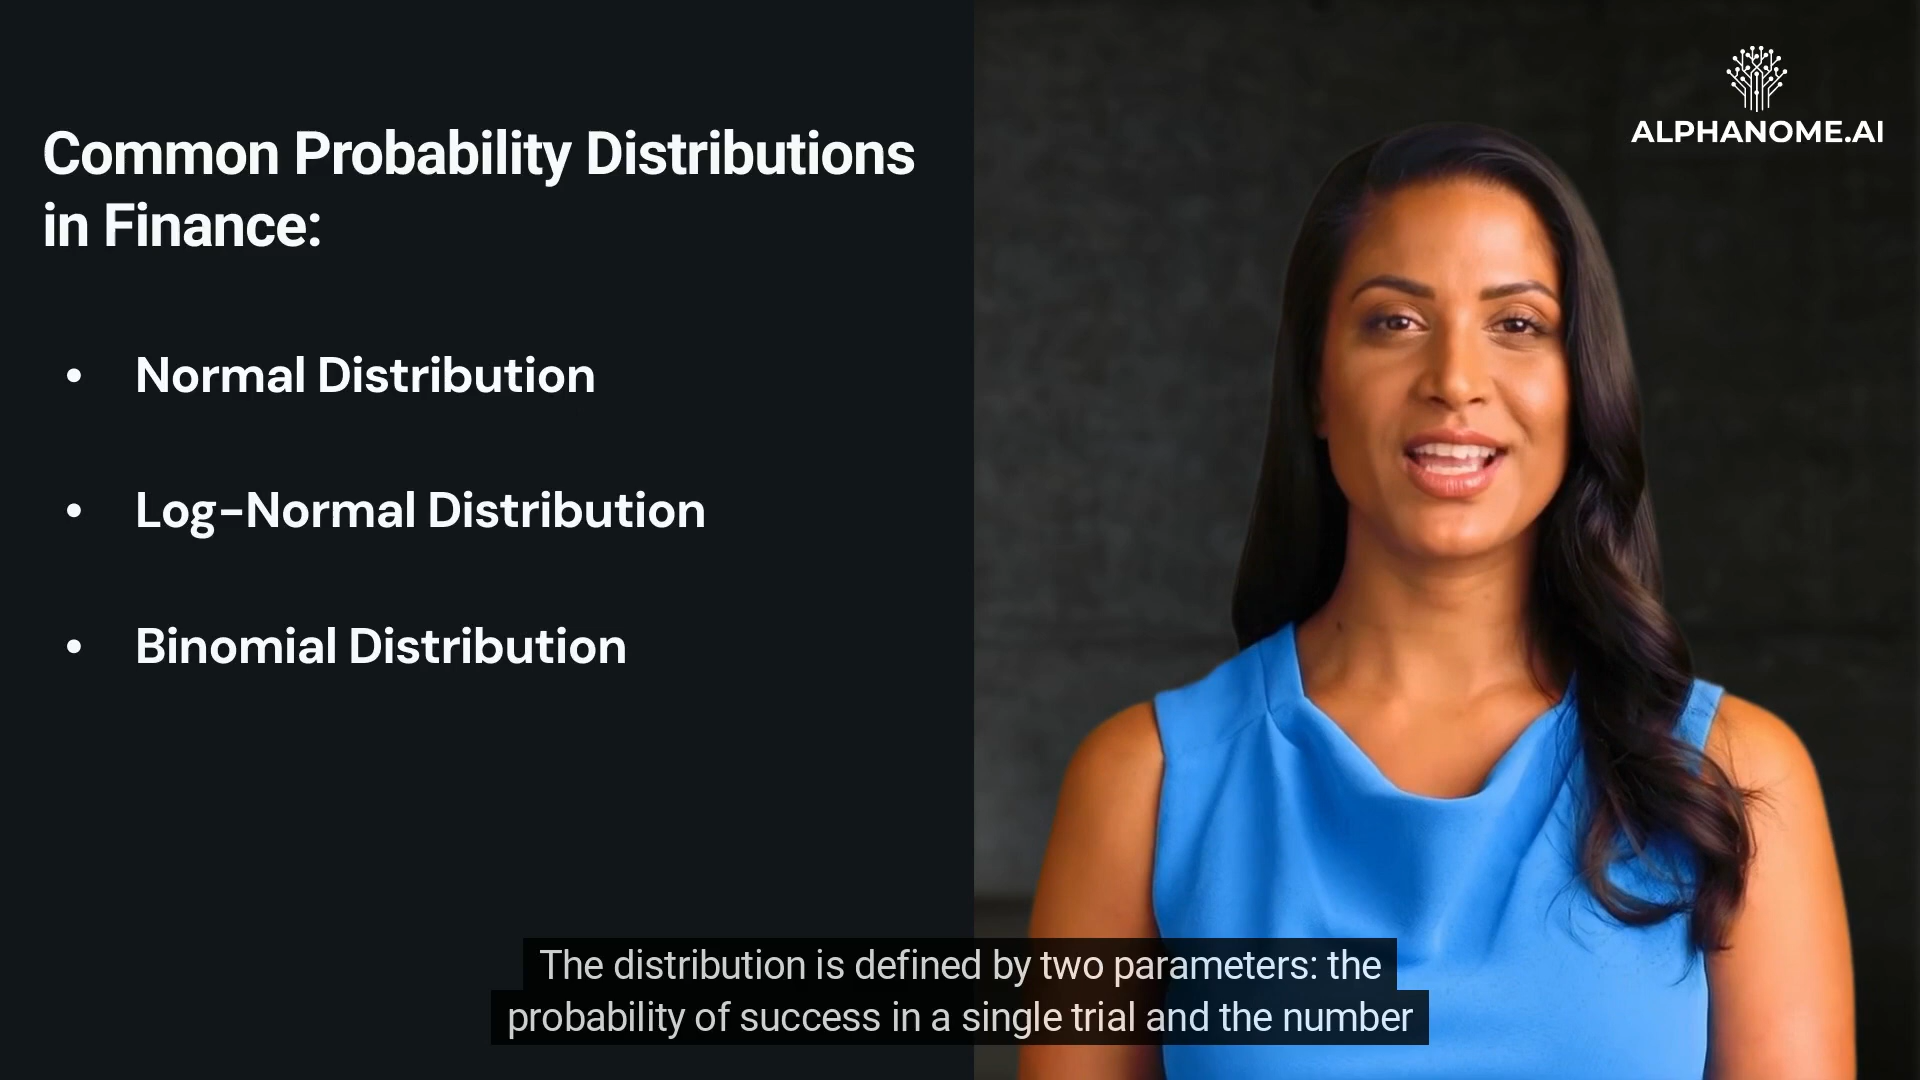 ALPHANOME.AI
Common Probability Distributions
in Finance:
• Normal Distribution
• Log-Normal Distribution
• Binomial Distribution
The distribution is defined by two parameters: the
probability of success in a single trial and the number